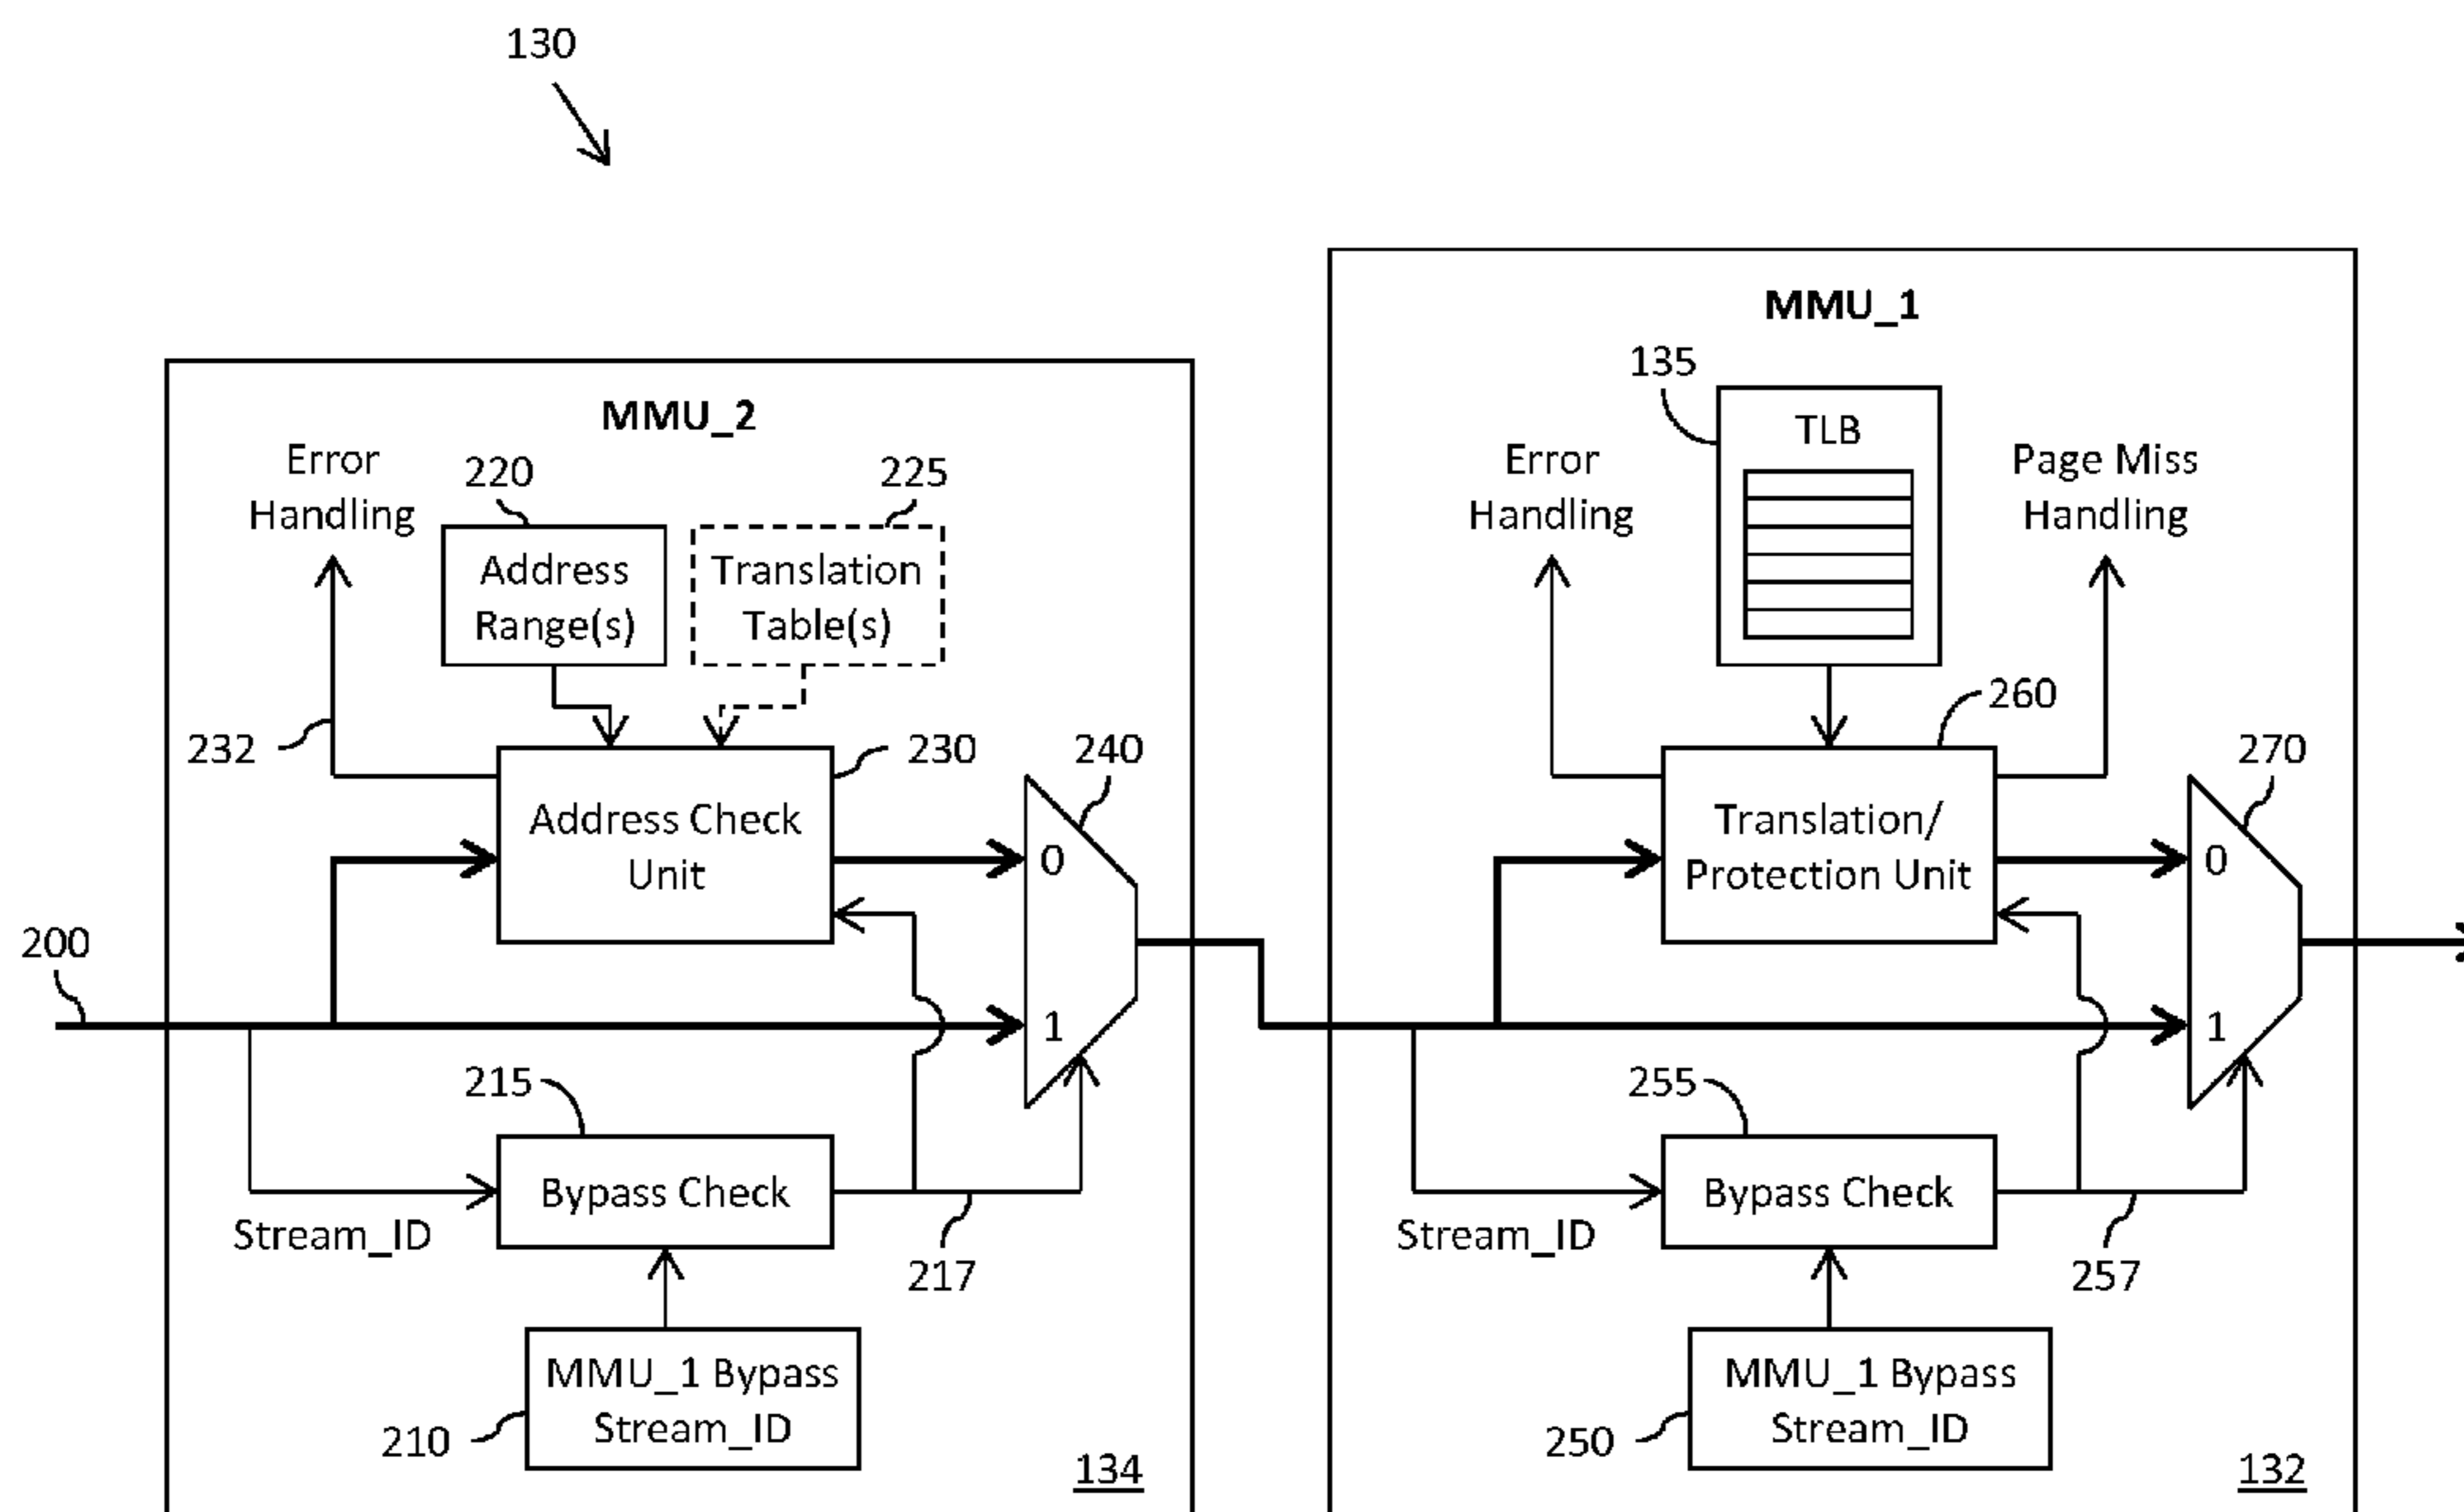 130
MMU_1
135
TLB
MMU_2
Error
Handling
220
225
Error
Handling
Page Miss
Handling
Address
Range(s)
Translation
Table(s)
232
230
240
260
270
Address Check
Unit
0
Translation/
Protection Unit
0
200
1
1
215
255
Bypass Check
Bypass Check
Stream_ID
217
Stream_ID
257
MMU_1 Bypass
Stream_ID
210
MMU_1 Bypass
Stream_ID
250
134
132